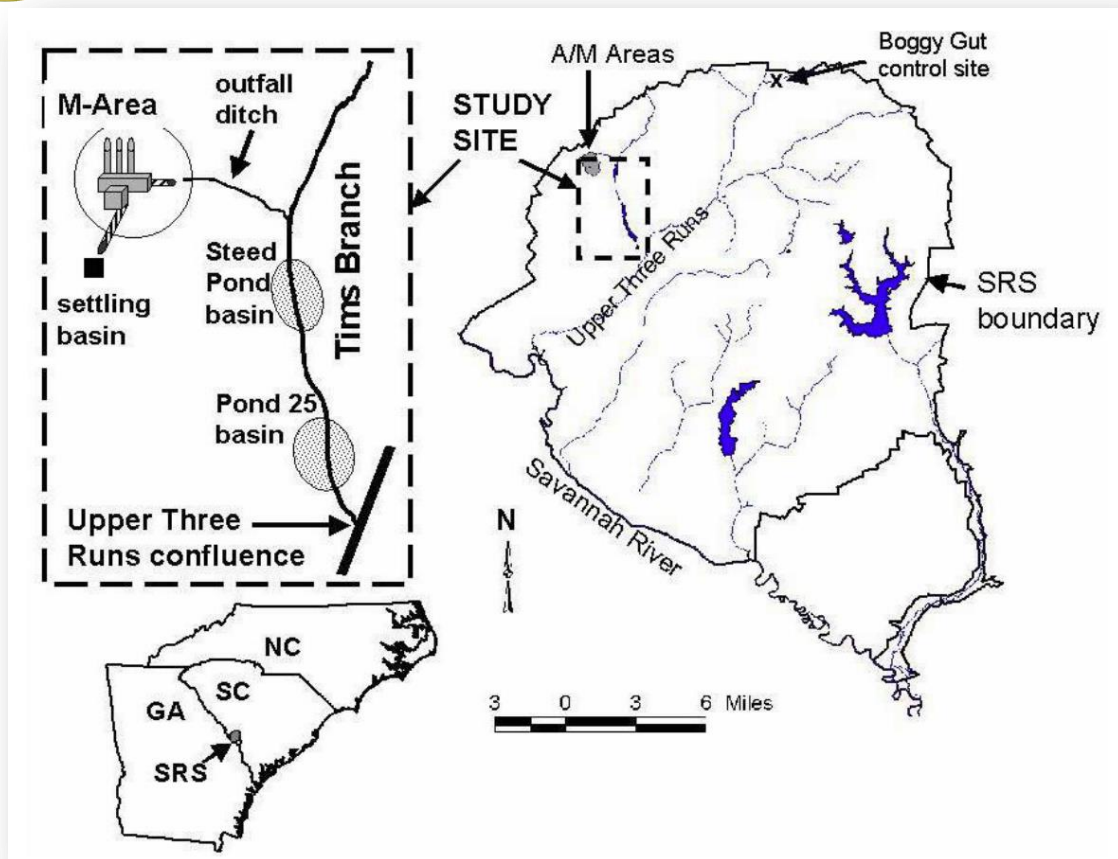 M-Area
outfall
ditch
Steed
Pond
basin
settling
basin
Tims Branch
Pond 25
basin
Upper Three
Runs confluence
STUDY
SITE
A/M Areas
Boggy Gut
control site
x
Upper Three Runs
SRS
boundary
Savannah River
N
NC
SC
GA
SRS
3 0 3 6 Miles